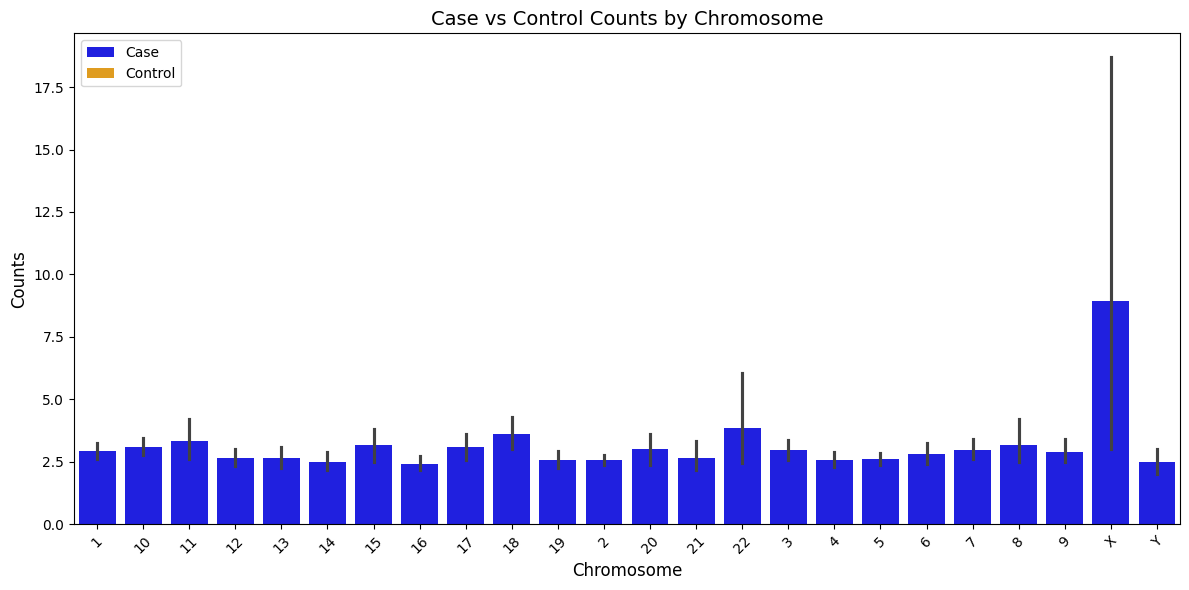 Case vs Control Counts by Chromosome
Case
Control
Counts
17.5
15.0
12.5
10.0
7.5
5.0
2.5
0.0
1 10 11 12 13 14 15 16 17 18 19 2 20 21 22 3 4 5 6 7 8 9 X Y
Chromosome